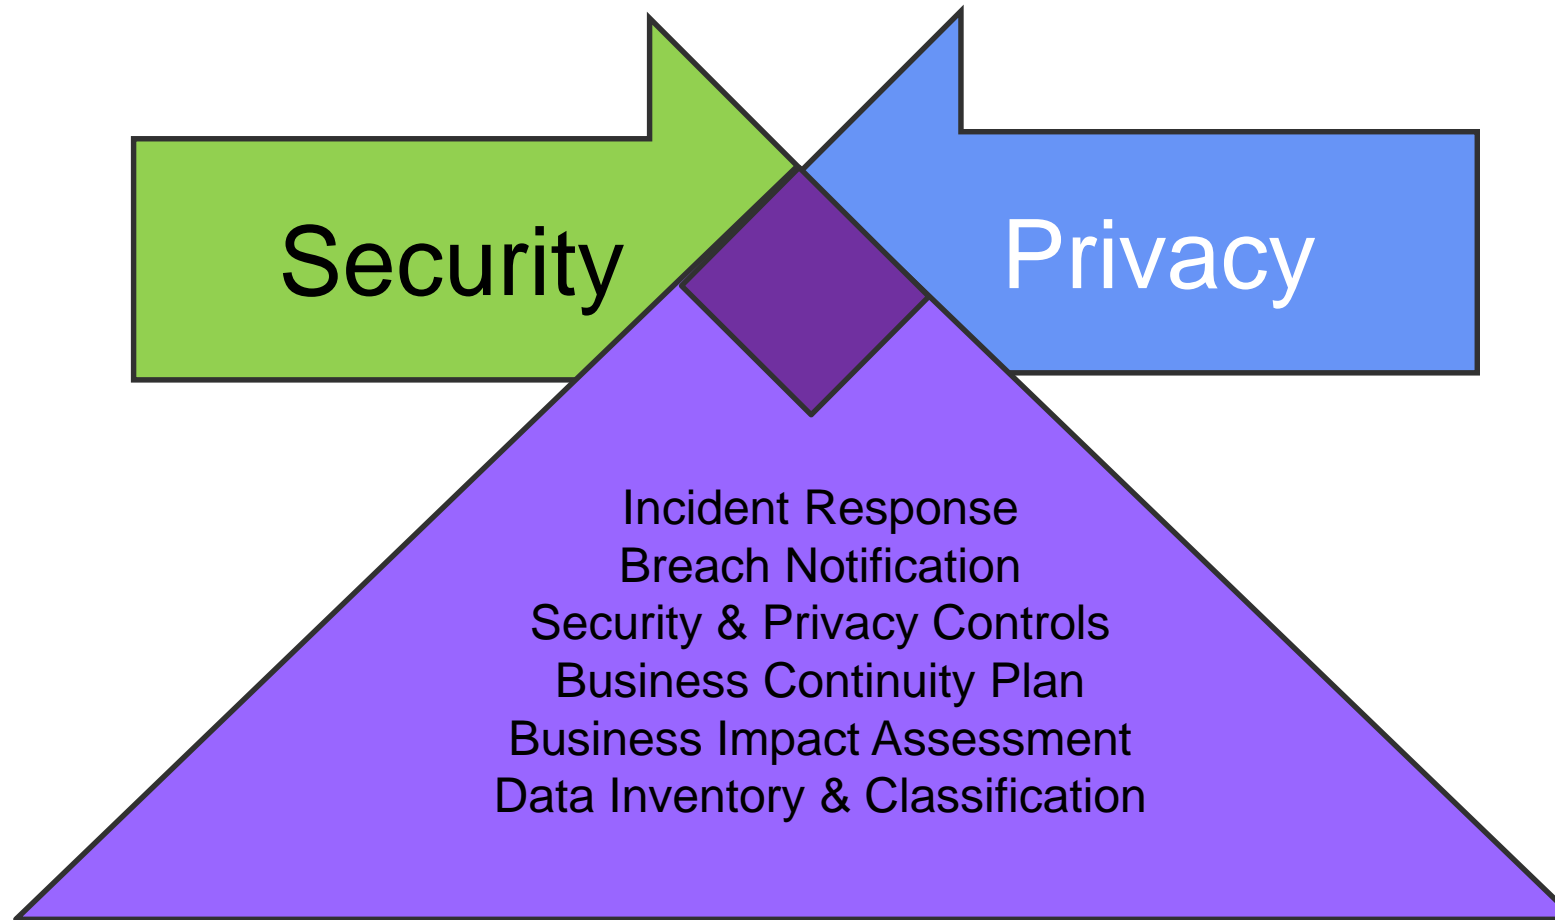 Security
Privacy
Incident Response
Breach Notification
Security & Privacy Controls
Business Continuity Plan
Business Impact Assessment
Data Inventory & Classification